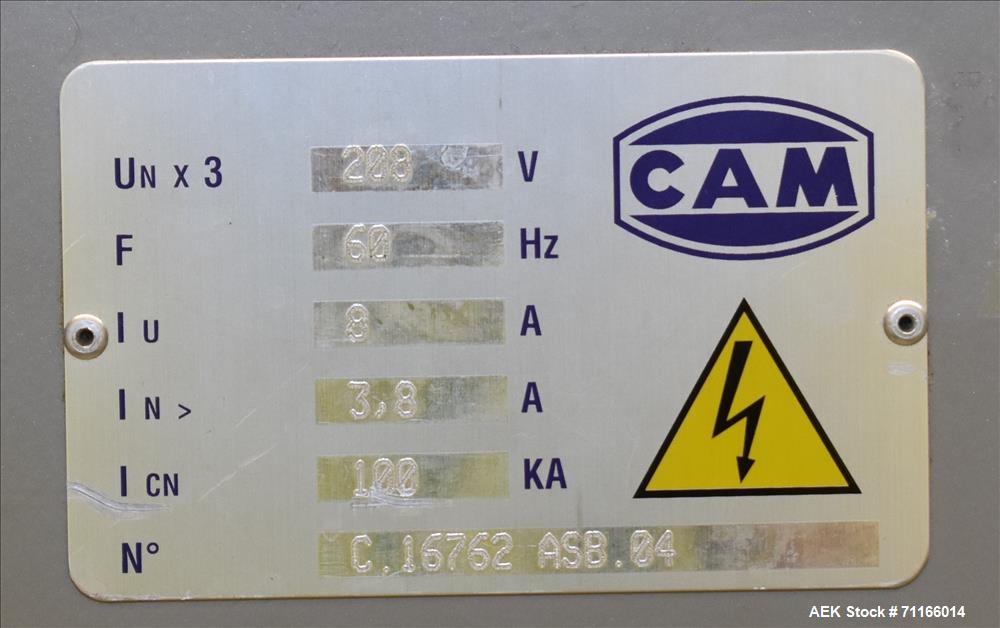 CAM
UN x 3 208 V
F 60 Hz
IU 8 A
IN > 3,8 A
ICN 100 KA
N° C.16762 ASB.04
AEK Stock # 71166014